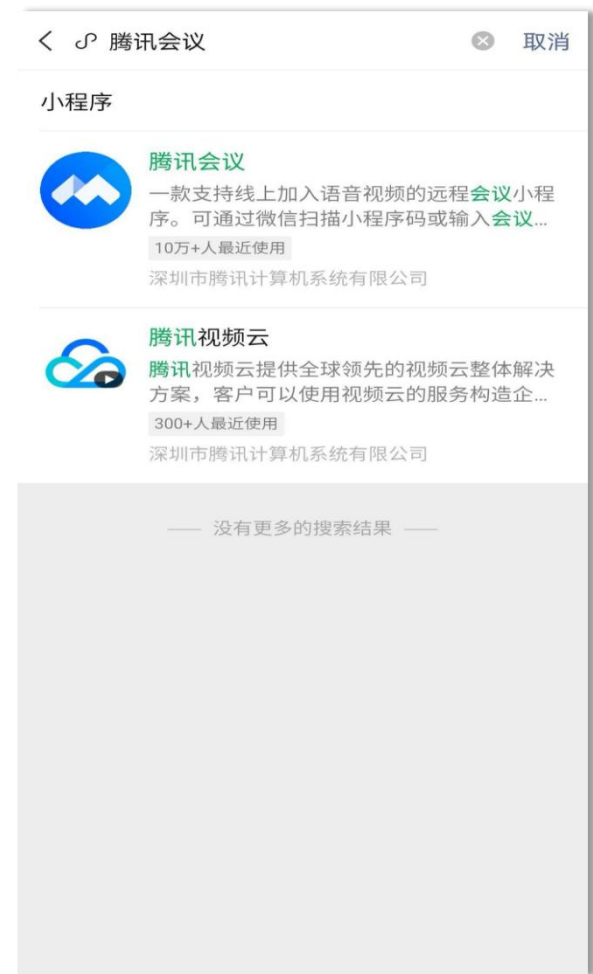 腾讯会议 取消
小程序
腾讯会议
一款支持线上加入语音视频的远程会议小程
序。可通过微信扫描小程序码或输入会议...
10万+人最近使用
深圳市腾讯计算机系统有限公司
腾讯视频云
腾讯视频云提供全球领先的视频云整体解决
方案，客户可以使用视频云的服务构造企...
300+人最近使用
深圳市腾讯计算机系统有限公司
没有更多的搜索结果